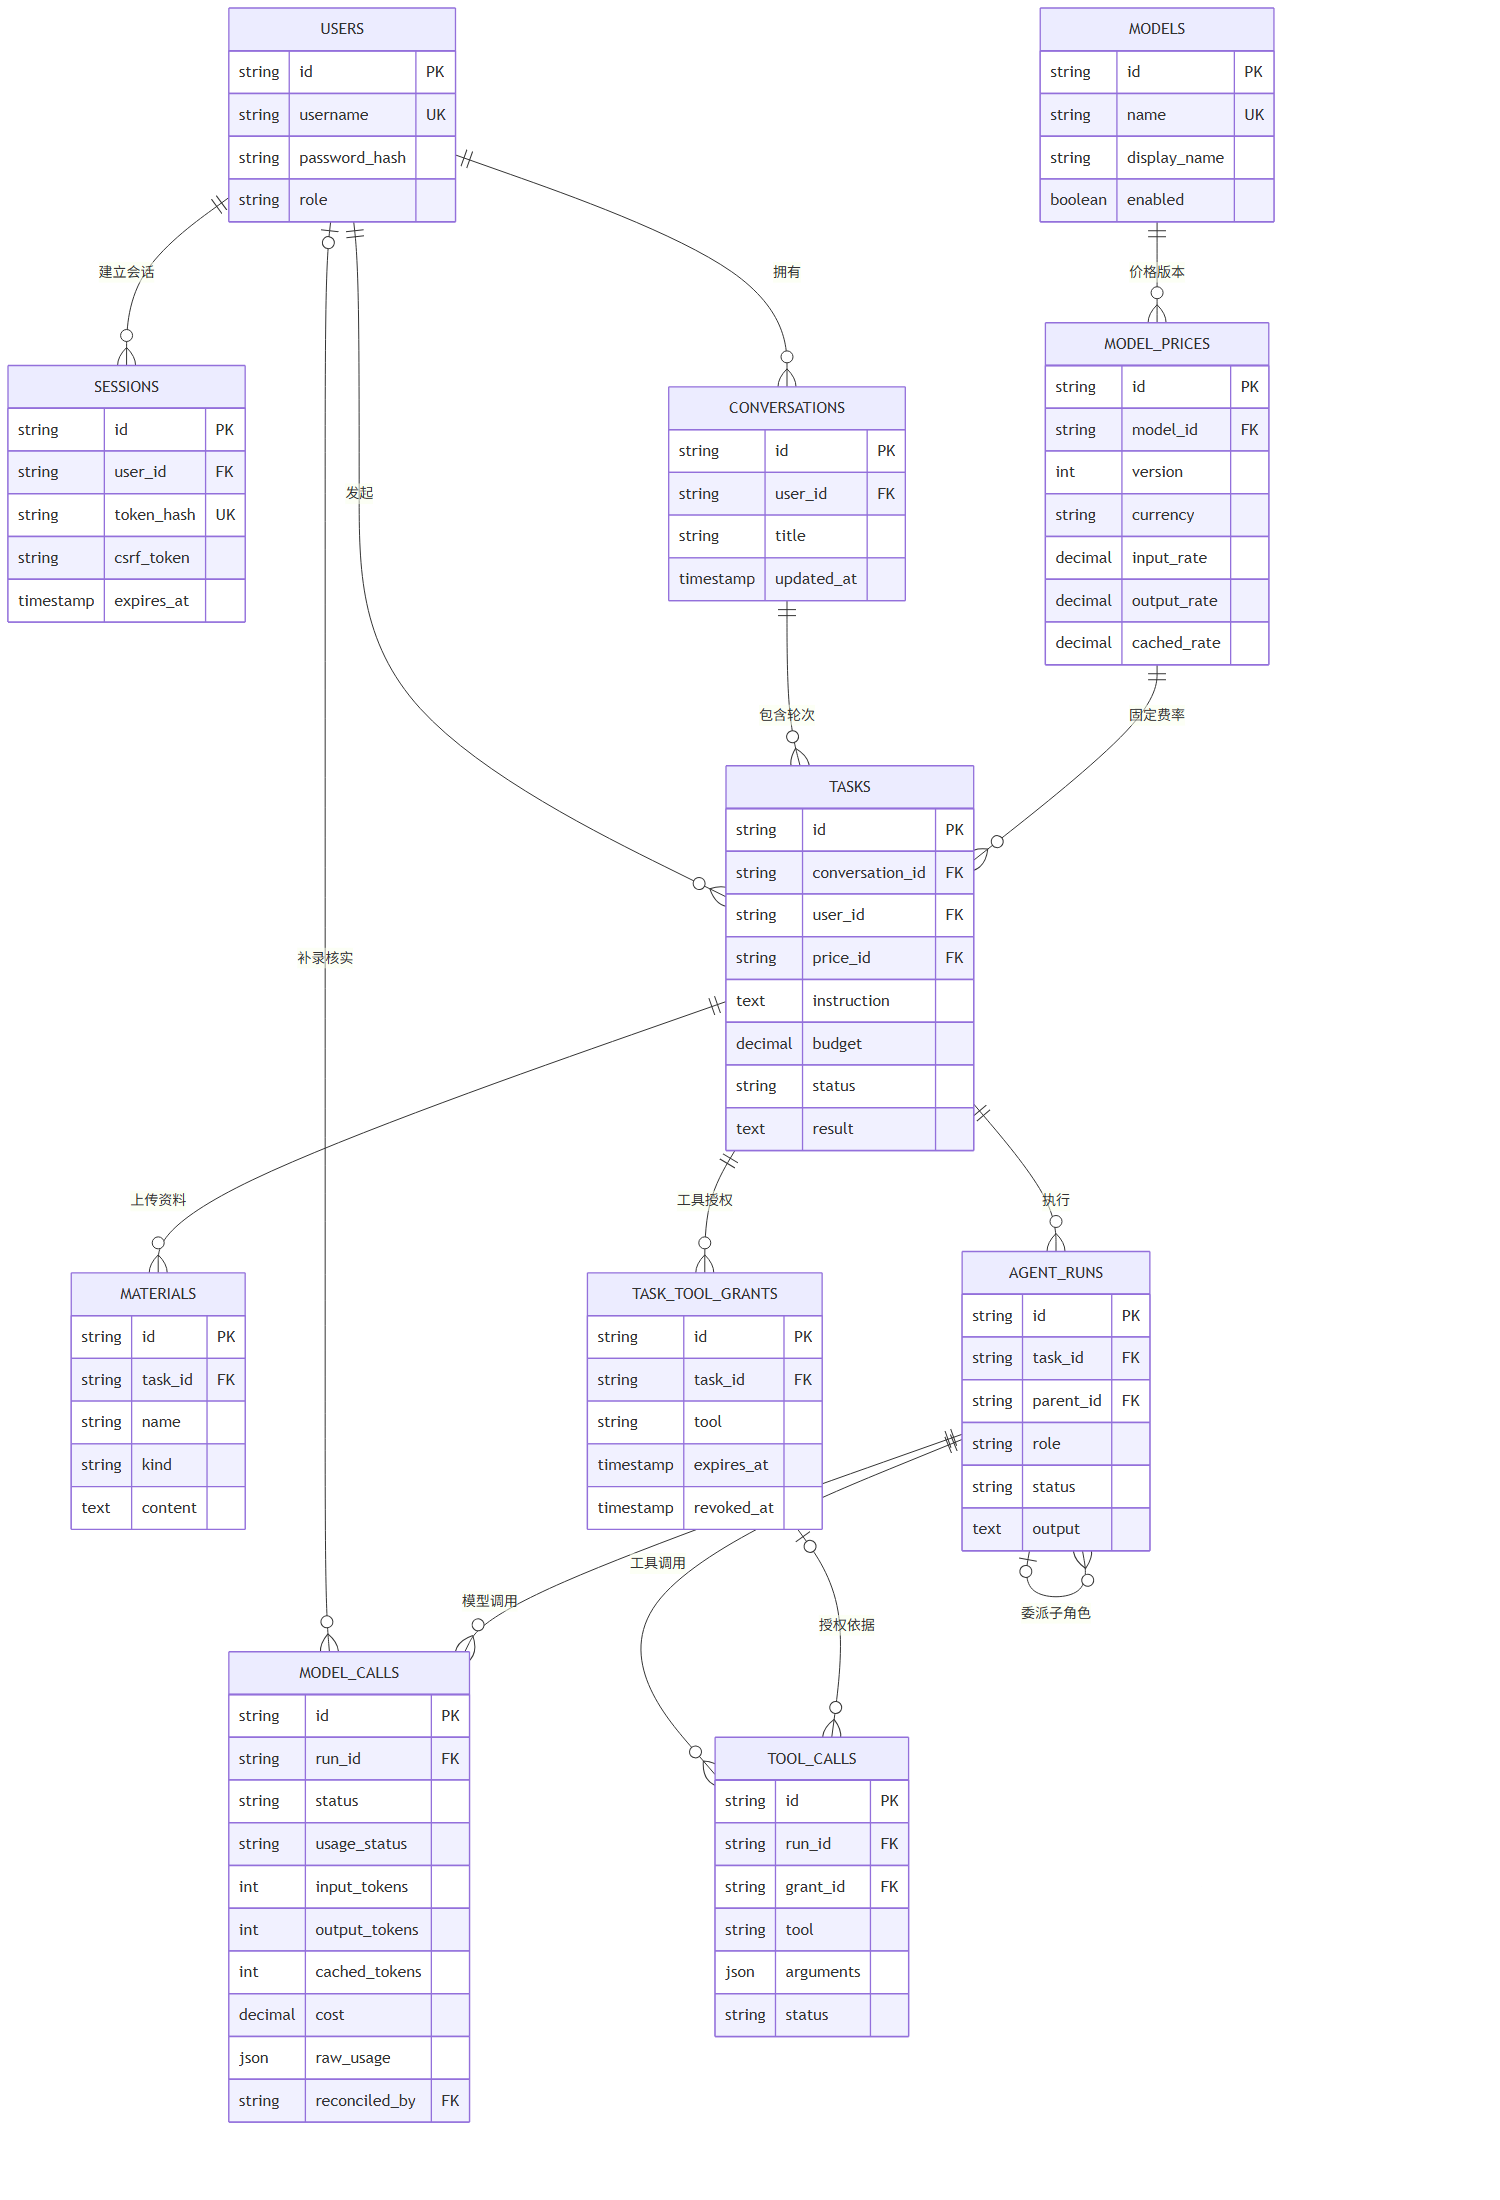 USERS
string id PK
string username UK
string password_hash
string role
MODELS
string id PK
string name UK
string display_name
boolean enabled
建立会话
拥有
价格版本
SESSIONS
string id PK
string user_id FK
string token_hash UK
string csrf_token
timestamp expires_at
发起
CONVERSATIONS
string id PK
string user_id FK
string title
timestamp updated_at
MODEL_PRICES
string id PK
string model_id FK
int version
string currency
decimal input_rate
decimal output_rate
decimal cached_rate
包含轮次
固定费率
TASKS
string id PK
string conversation_id FK
string user_id FK
string price_id FK
text instruction
decimal budget
string status
text result
补录核实
上传资料
工具授权
执行
MATERIALS
string id PK
string task_id FK
string name
string kind
text content
TASK_TOOL_GRANTS
string id PK
string task_id FK
string tool
timestamp expires_at
timestamp revoked_at
AGENT_RUNS
string id PK
string task_id FK
string parent_id FK
string role
string status
text output
工具调用
模型调用
授权依据
委派子角色
MODEL_CALLS
string id PK
string run_id FK
string status
string usage_status
int input_tokens
int output_tokens
int cached_tokens
decimal cost
json raw_usage
string reconciled_by FK
TOOL_CALLS
string id PK
string run_id FK
string grant_id FK
string tool
json arguments
string status